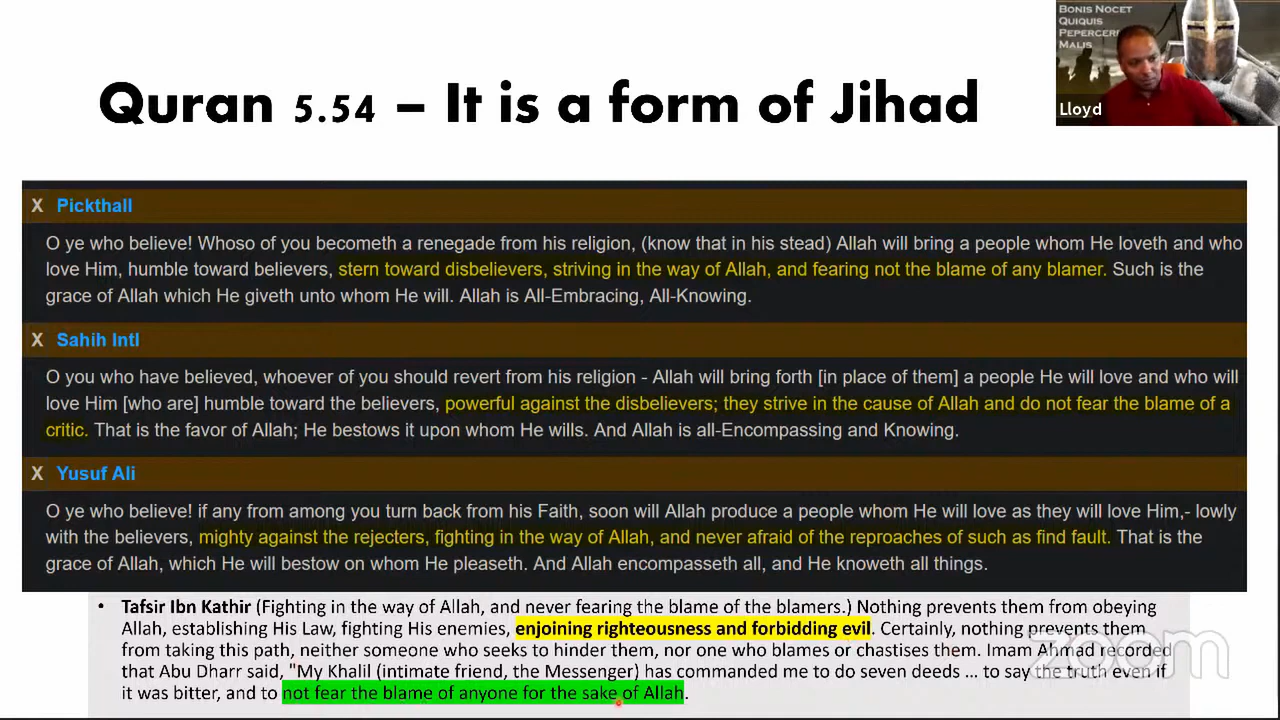 BONIS NOCET
QUIQUIS
PEPERCERI
MALIS
Lloyd
Quran 5.54 – It is a form of Jihad
X Pickthall
O ye who believe! Whoso of you becometh a renegade from his religion, (know that in his stead) Allah will bring a people whom He loveth and who
love Him, humble toward believers, stern toward disbelievers, striving in the way of Allah, and fearing not the blame of any blamer. Such is the
grace of Allah which He giveth unto whom He will. Allah is All-Embracing, All-Knowing.
X Sahih Intl
O you who have believed, whoever of you should revert from his religion - Allah will bring forth [in place of them] a people He will love and who will
love Him [who are] humble toward the believers, powerful against the disbelievers; they strive in the cause of Allah and do not fear the blame of a
critic. That is the favor of Allah; He bestows it upon whom He wills. And Allah is all-Encompassing and Knowing.
X Yusuf Ali
O ye who believe! if any from among you turn back from his Faith, soon will Allah produce a people whom He will love as they will love Him,- lowly
with the believers, mighty against the rejecters, fighting in the way of Allah, and never afraid of the reproaches of such as find fault. That is the
grace of Allah, which He will bestow on whom He pleaseth. And Allah encompasseth all, and He knoweth all things.
• Tafsir Ibn Kathir (Fighting in the way of Allah, and never fearing the blame of the blamers.) Nothing prevents them from obeying
Allah, establishing His Law, fighting His enemies, enjoining righteousness and forbidding evil. Certainly, nothing prevents them
from taking this path, neither someone who seeks to hinder them, nor one who blames or chastises them. Imam Ahmad recorded
that Abu Dharr said, "My Khalil (intimate friend, the Messenger) has commanded me to do seven deeds ... to say the truth even if
it was bitter, and to not fear the blame of anyone for the sake of Allah.
zoom